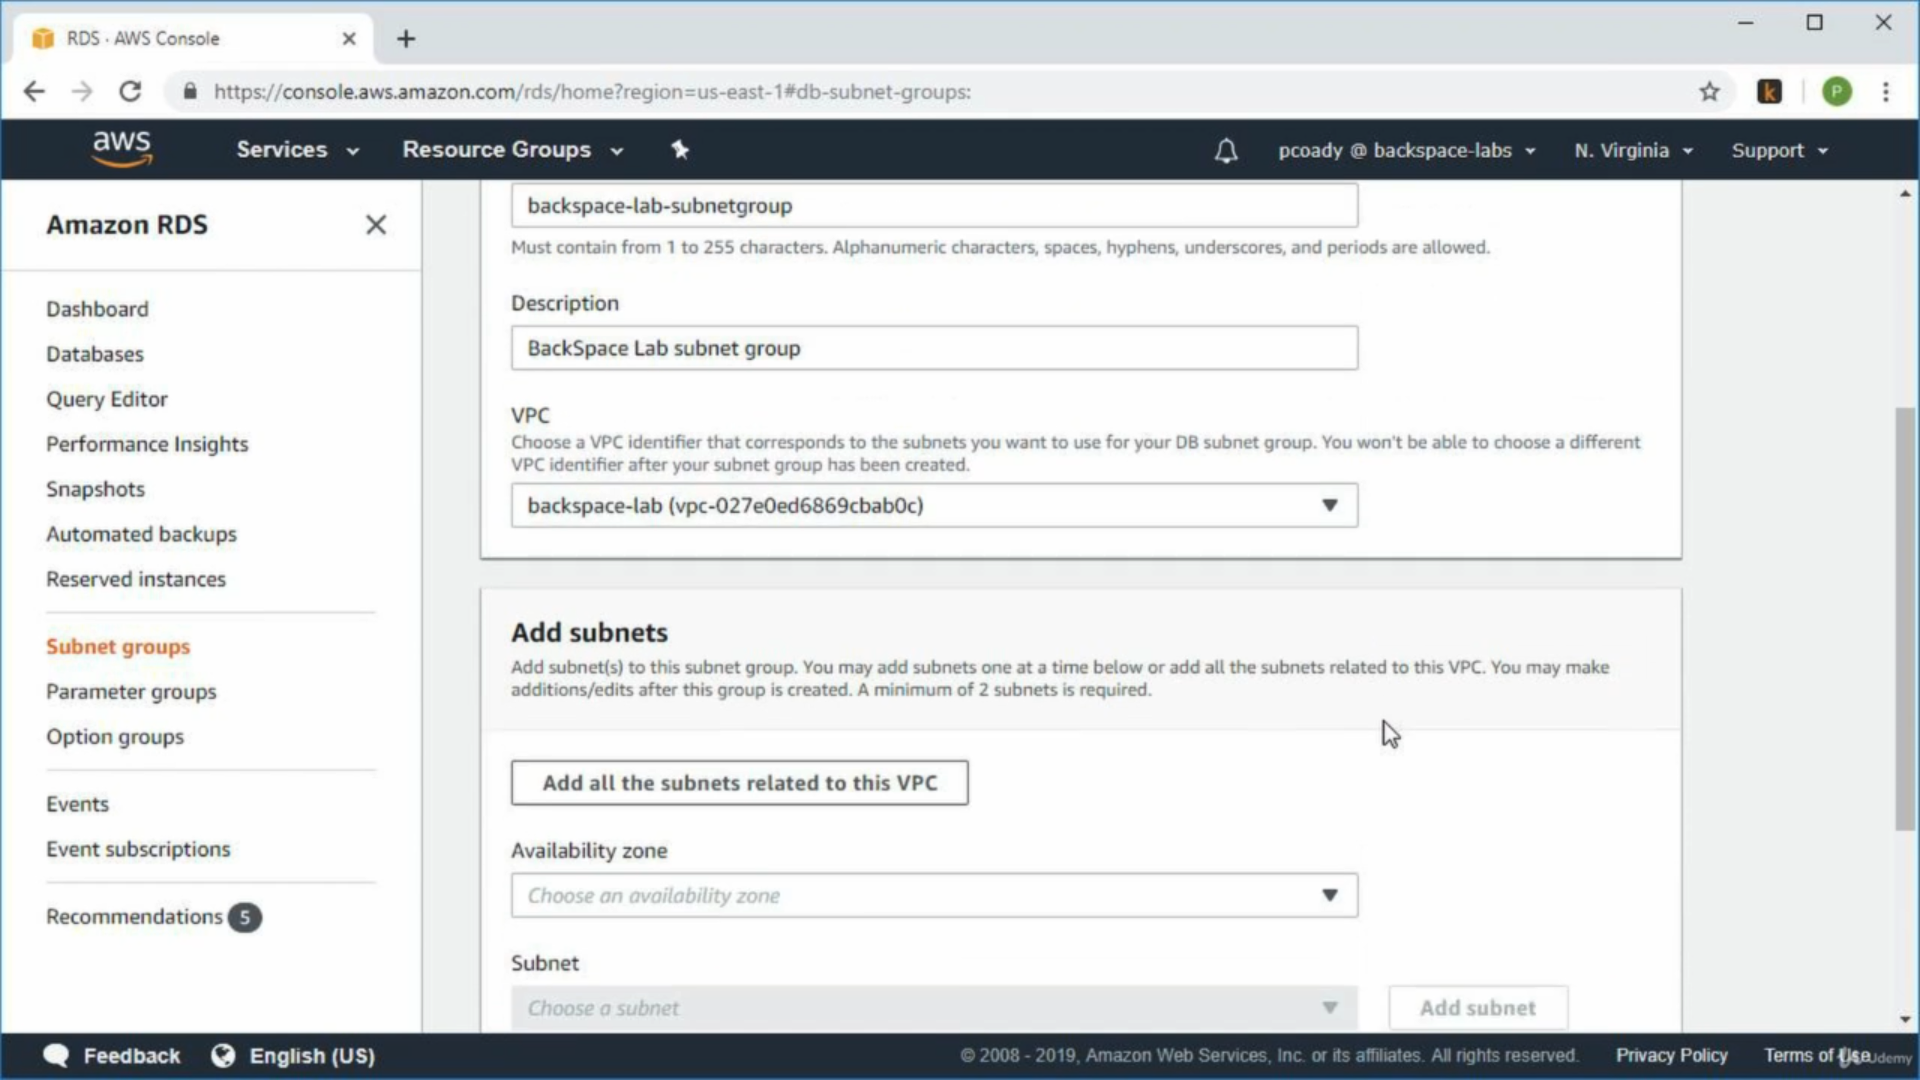 RDS · AWS Console
https://console.aws.amazon.com/rds/home?region=us-east-1#db-subnet-groups:
k
P
aws
Services
Resource Groups
pcoady @ backspace-labs
N. Virginia
Support
Amazon RDS
Dashboard
Databases
Query Editor
Performance Insights
Snapshots
Automated backups
Reserved instances
Subnet groups
Parameter groups
Option groups
Events
Event subscriptions
Recommendations 5
backspace-lab-subnetgroup
Must contain from 1 to 255 characters. Alphanumeric characters, spaces, hyphens, underscores, and periods are allowed.
Description
BackSpace Lab subnet group
VPC
Choose a VPC identifier that corresponds to the subnets you want to use for your DB subnet group. You won't be able to choose a different
VPC identifier after your subnet group has been created.
backspace-lab (vpc-027e0ed6869cbab0c)
Add subnets
Add subnet(s) to this subnet group. You may add subnets one at a time below or add all the subnets related to this VPC. You may make
additions/edits after this group is created. A minimum of 2 subnets is required.
Add all the subnets related to this VPC
Availability zone
Choose an availability zone
Subnet
Choose a subnet
Add subnet
Feedback
English (US)
© 2008 - 2019, Amazon Web Services, Inc. or its affiliates. All rights reserved.
Privacy Policy
Terms of Use
Udemy